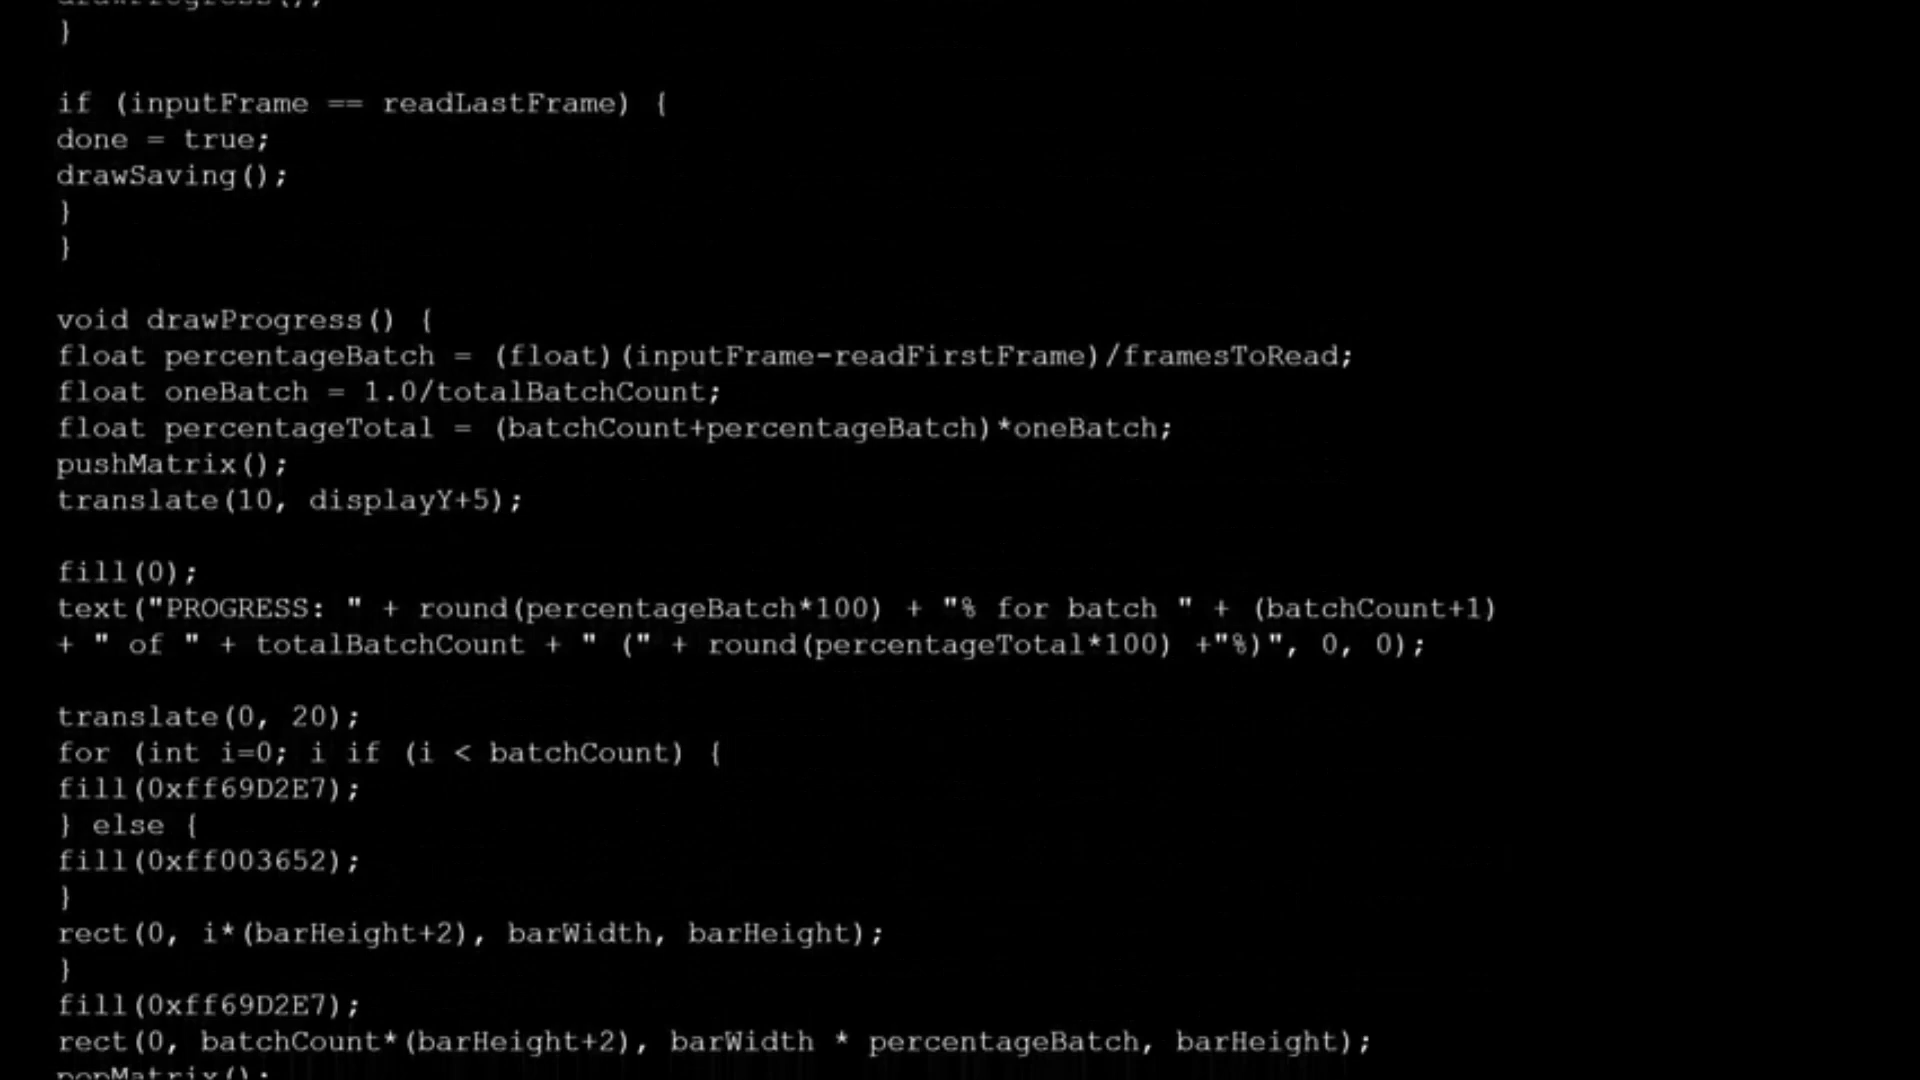 }
if (inputFrame == readLastFrame) {
done = true;
drawSaving();
}
}
void drawProgress() {
float percentageBatch = (float)(inputFrame-readFirstFrame)/framesToRead;
float oneBatch = 1.0/totalBatchCount;
float percentageTotal = (batchCount+percentageBatch)*oneBatch;
pushMatrix();
translate(10, displayY+5);
fill(0);
text("PROGRESS: " + round(percentageBatch*100) + "% for batch " + (batchCount+1)
+ " of " + totalBatchCount + " (" + round(percentageTotal*100) +"%)", 0, 0);
translate(0, 20);
for (int i=0; i if (i < batchCount) {
fill(0xff69D2E7);
} else {
fill(0xff003652);
}
rect(0, i*(barHeight+2), barWidth, barHeight);
}
fill(0xff69D2E7);
rect(0, batchCount*(barHeight+2), barWidth * percentageBatch, barHeight);
popMatrix();